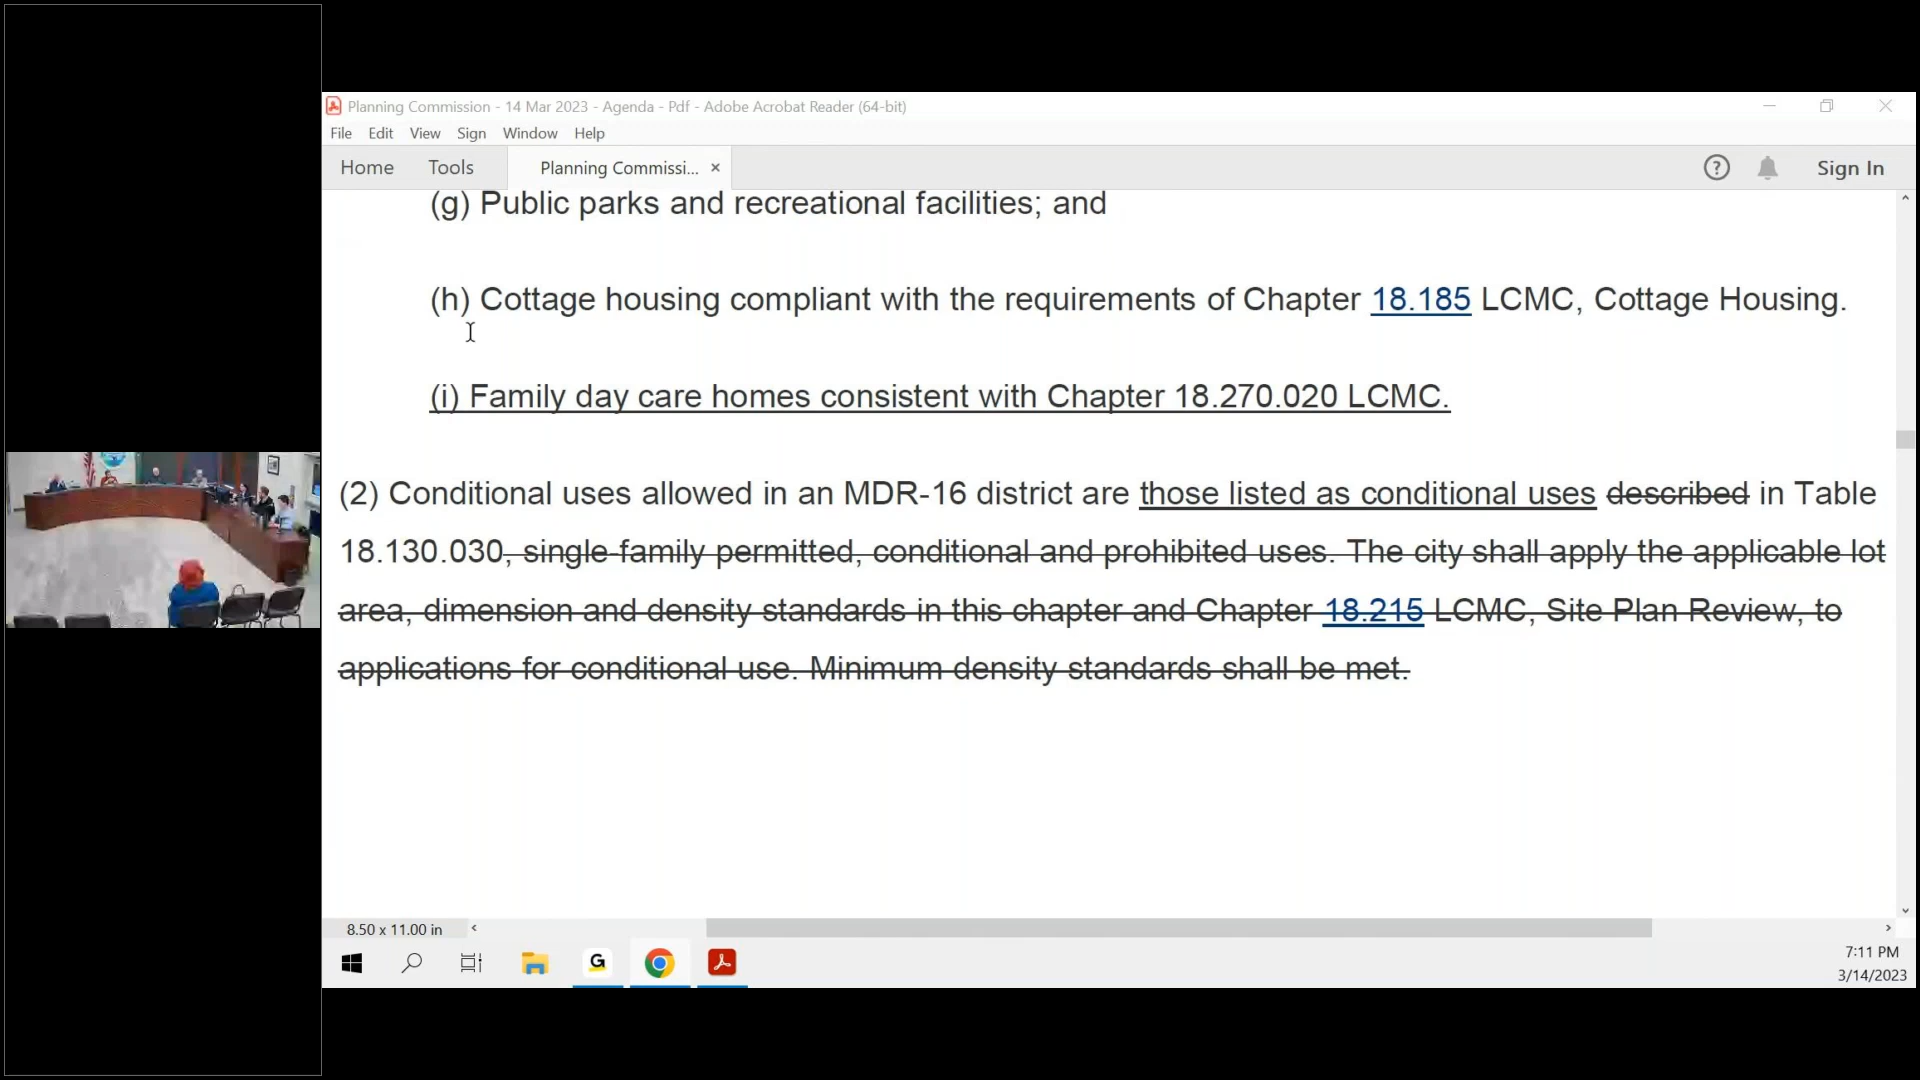 Planning Commission - 14 Mar 2023 - Agenda - Pdf - Adobe Acrobat Reader (64-bit)
File Edit View Sign Window Help
Home Tools Planning Commissi... × Sign In
(g) Public parks and recreational facilities; and
(h) Cottage housing compliant with the requirements of Chapter 18.185 LCMC, Cottage Housing.
(i) Family day care homes consistent with Chapter 18.270.020 LCMC.
(2) Conditional uses allowed in an MDR-16 district are those listed as conditional uses described in Table
18.130.030, single-family permitted, conditional and prohibited uses. The city shall apply the applicable lot
area, dimension and density standards in this chapter and Chapter 18.215 LCMC, Site Plan Review, to
applications for conditional use. Minimum density standards shall be met.
8.50 x 11.00 in
G
7:11 PM
3/14/2023